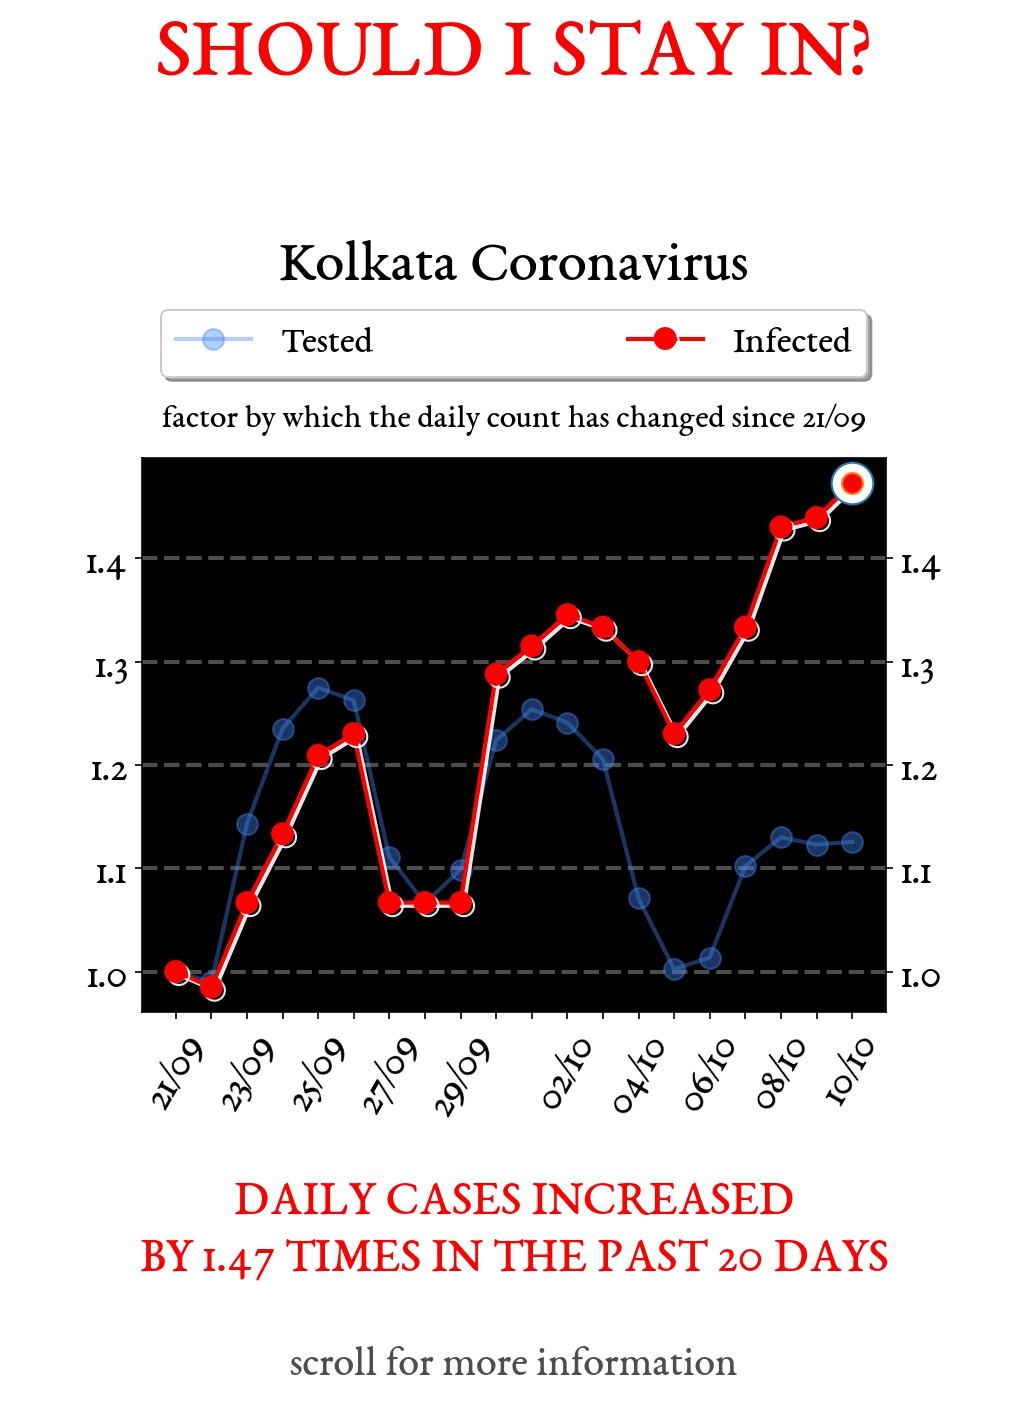 SHOULD I STAY IN?
Kolkata Coronavirus
Tested Infected
factor by which the daily count has changed since 21/09
1.4 1.4
1.3 1.3
1.2 1.2
1.1 1.1
1.0 1.0
21/09 23/09 25/09 27/09 29/09 02/10 04/10 06/10 08/10 10/10
DAILY CASES INCREASED
BY 1.47 TIMES IN THE PAST 20 DAYS
scroll for more information